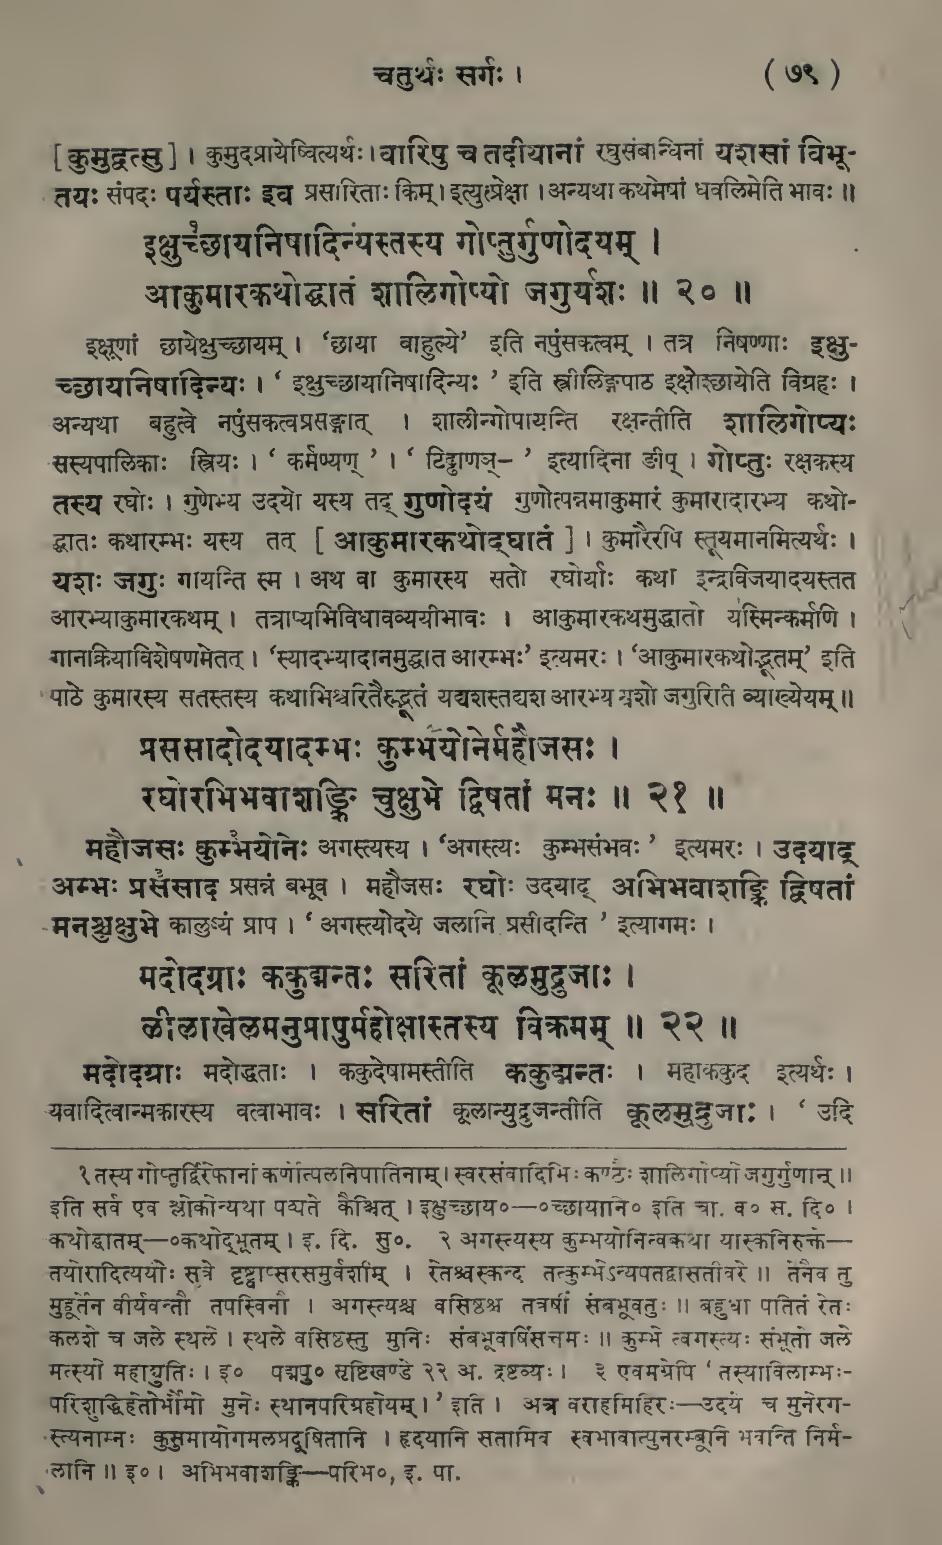 चतुर्थः सर्गः । ( ७९ )
[ कुमुद्वत्सु ] । कुमुदप्रायेष्वित्यर्थः । वारिषु च तदीयानां रघुसंबन्धिनां यशसां विभू-
तयः संपदः पर्यस्ताः इव प्रसारिताः किम् । इत्युत्प्रेक्षा । अन्यथा कथमेषां धवलिमेति भावः ॥
इक्षुच्छायनिषादिन्यस्तस्य गोप्तुर्गुणोदयम् ।
आकुमारकथोद्घातं शालिगोप्यो जगुर्यशः ॥ २० ॥
इक्षूणां छायेक्षुच्छायम् । ‘छाया बाहुल्ये’ इति नपुंसकत्वम् । तत्र निषण्णाः इक्षु-
च्छायनिषादिन्यः । ‘ इक्षुच्छायानिषादिन्यः ’ इति स्त्रीलिङ्गपाठ इक्षोश्छायेति विग्रहः ।
अन्यथा बहुत्वे नपुंसकत्वप्रसङ्गात् । शालीन्गोपायन्ति रक्षन्तीति शालिगोप्यः
सस्यपालिकाः स्त्रियः । ‘ कर्मण्यण् ’ । ‘ टिड्ढाणञ्– ’ इत्यादिना ङीप् । गोप्तुः रक्षकस्य
तस्य रघोः । गुणेभ्य उदयो यस्य तद् गुणोदयं गुणोत्पन्नमाकुमारं कुमारादारभ्य कथो-
द्घातः कथारम्भः यस्य तत् [ आकुमारकथोद्घातं ] । कुमारैरपि स्तूयमानमित्यर्थः ।
यशः जगुः गायन्ति स्म । अथ वा कुमारस्य सतो रघोर्याः कथा इन्द्रविजयादयस्तत
आरभ्याकुमारकथम् । तत्राप्यभिविधावव्ययीभावः । आकुमारकथमुद्घातो यस्मिन्कर्मणि ।
गानक्रियाविशेषणमेतत् । ‘स्यादभ्यादानमुद्घात आरम्भः’ इत्यमरः । ‘आकुमारकथोद्भूतम्’ इति
पाठे कुमारस्य सतस्तस्य कथाभिश्चरितैरुद्भूतं यद्यशस्तद्यश आरभ्य यशो जगुरिति व्याख्येयम् ॥
प्रससादोदयादम्भः कुम्भयोनेर्महौजसः ।
रघोरभिभवाशङ्कि चुक्षुभे द्विषतां मनः ॥ २१ ॥
महौजसः कुम्भयोनेः अगस्त्यस्य । ‘अगस्त्यः कुम्भसंभवः’ इत्यमरः । उदयाद्
अम्भः प्रससाद प्रसन्नं बभूव । महौजसः रघोः उदयाद् अभिभवाशङ्कि द्विषतां
मनश्चुक्षुभे कालुष्यं प्राप । ‘ अगस्त्योदये जलानि प्रसीदन्ति ’ इत्यागमः ।
मदोदग्राः ककुद्मन्तः सरितां कूलमुद्रुजाः ।
लीलाखेलमनुप्रापुर्महोक्षास्तस्य विक्रमम् ॥ २२ ॥
मदोदग्राः मदोद्धताः । ककुदेषामस्तीति ककुद्मन्तः । महाककुद इत्यर्थः ।
यवादित्वान्मकारस्य वत्वाभावः । सरितां कूलान्युद्रुजन्तीति कूलमुद्रुजाः । ‘ उदि
१ तस्य गोप्तुर्द्विरेफानां कर्णोत्पलनिपातिनाम् । स्वरसंवादिभिः कण्ठैः शालिगोप्यो जगुर्गुणान् ॥
इति सर्व एव श्लोकोन्यथा पठ्यते कैश्चित् । इक्षुच्छाय०—०च्छायानि० इति चा. व० स. दि० ।
कथोद्घातम्—०कथोद्भूतम् । इ. दि. सु०. २ अगस्त्यस्य कुम्भयोनित्वकथा यास्कनिरुक्ते—
तयोरादित्ययोः सत्रे दृष्ट्वाप्सरसमुर्वशीम् । रेतश्चस्कन्द तत्कुम्भेऽन्यपतद्वासतीवरे ॥ तेनैव तु
मुहूर्तेन वीर्यवन्तौ तपस्विनौ । अगस्त्यश्च वसिष्ठश्च तत्रर्षी संबभूवतुः ॥ बहुधा पतितं रेतः
कलशे च जले स्थले । स्थले वसिष्ठस्तु मुनिः संबभूवार्षिसत्तमः ॥ कुम्भे त्वगस्त्यः संभूतो जले
मत्स्यो महाद्युतिः । इ० पद्मपु० सृष्टिखण्डे २२ अ. द्रष्टव्यः । ३ एवमग्रेपि ‘ तस्याविलाम्भः-
परिशुद्धिहेतोर्भौमो मुनेः स्थानपरिग्रहोयम् । ’ इति । अत्र वराहमिहिरः—उदये च मुनेरग-
स्त्यनाम्नः कुसुमायोगमलप्रदूषितानि । हृदयानि सतामिव स्वभावात्पुनरम्बूनि भवन्ति निर्म-
लानि ॥ इ० । अभिभवाशङ्कि—परिभ०, इ. पा.